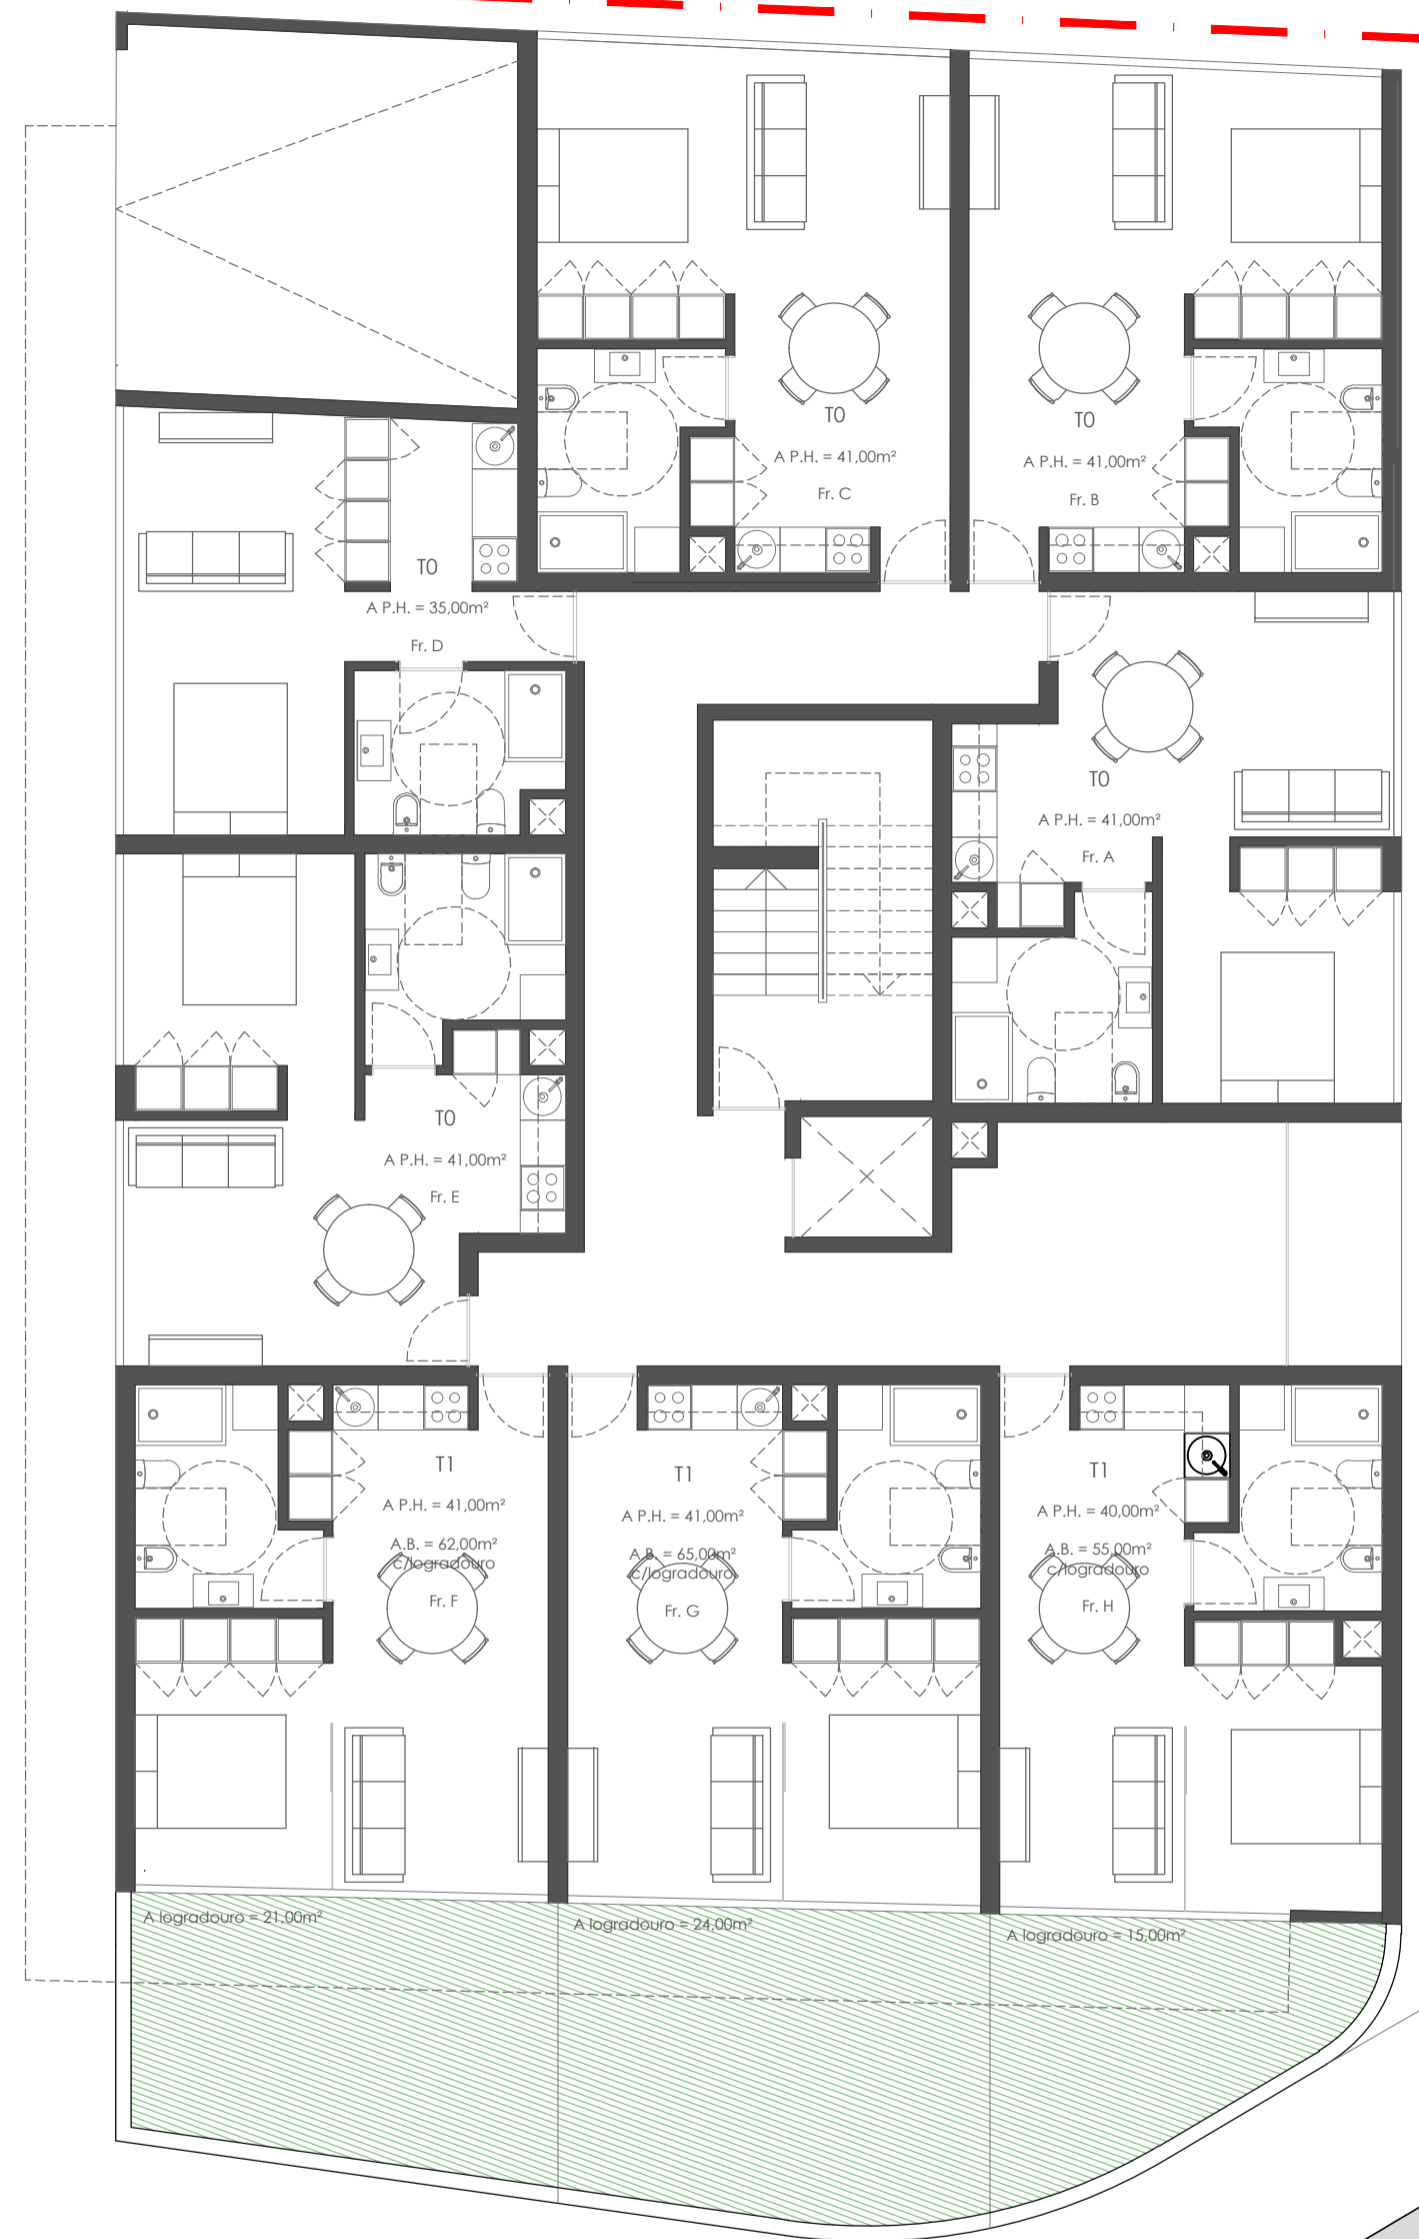 T0
A P.H. = 41,00m²
Fr. C
T0
A P.H. = 41,00m²
Fr. B
T0
A P.H. = 35,00m²
Fr. D
T0
A P.H. = 41,00m²
Fr. A
T0
A P.H. = 41,00m²
Fr. E
T1
A P.H. = 41,00m²
A.B. = 62,00m²
c/logradouro
Fr. F
T1
A P.H. = 41,00m²
A.B. = 65,00m²
c/logradouro
Fr. G
T1
A P.H. = 40,00m²
A.B. = 55,00m²
c/logradouro
Fr. H
A logradouro = 21,00m²
A logradouro = 24,00m²
A logradouro = 15,00m²